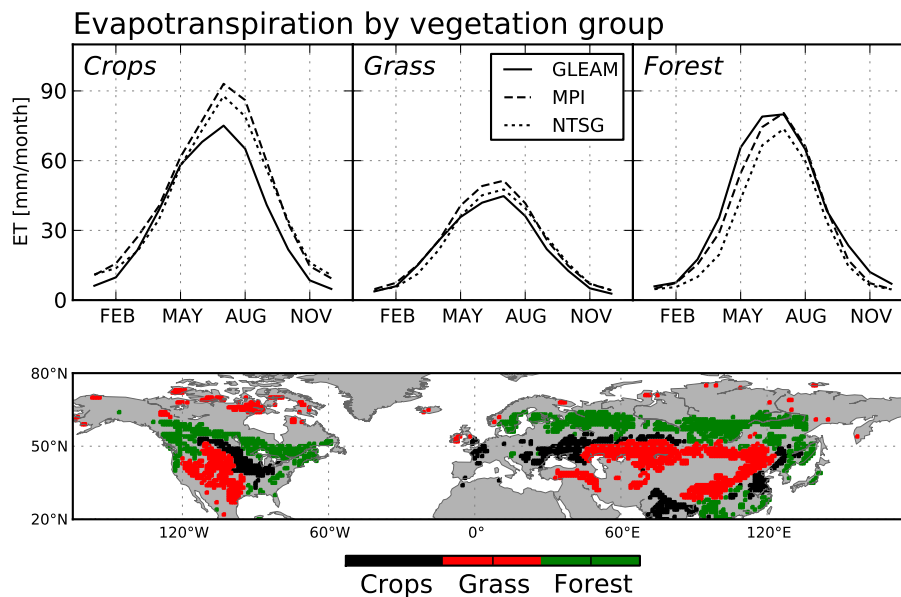 Evapotranspiration by vegetation group
Crops
Grass
Forest
GLEAM
MPI
NTSG
ET [mm/month]
90
60
30
0
FEB MAY AUG NOV
FEB MAY AUG NOV
FEB MAY AUG NOV
80°N
50°N
20°N
120°W 60°W 0° 60°E 120°E
Crops Grass Forest